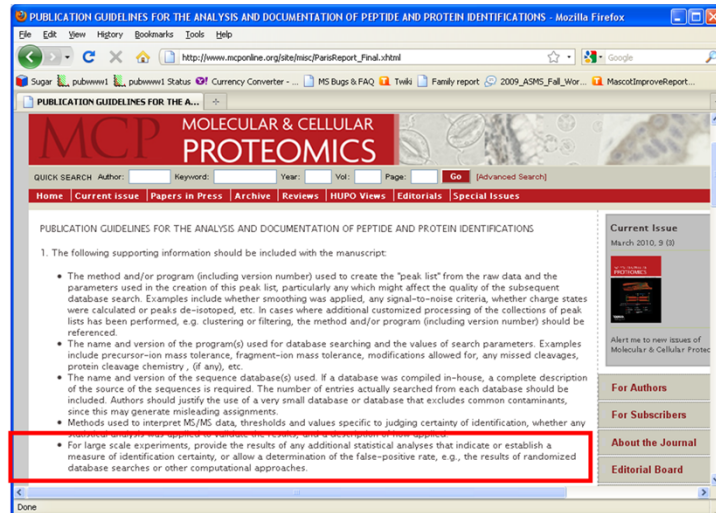 PUBLICATION GUIDELINES FOR THE ANALYSIS AND DOCUMENTATION OF PEPTIDE AND PROTEIN IDENTIFICATIONS - Mozilla Firefox
File Edit View History Bookmarks Tools Help
http://www.mcponline.org/site/misc/ParisReport_Final.xhtml
Google
Sugar pubwww1 pubwww1 Status Currency Converter - ... MS Bugs & FAQ Twiki Family report 2009_ASMS_Fall_Wor... MascotImproveReport...
PUBLICATION GUIDELINES FOR THE A...
MCP MOLECULAR & CELLULAR
PROTEOMICS
QUICK SEARCH Author: Keyword: Year: Vol: Page: Go [Advanced Search]
Home Current issue Papers in Press Archive Reviews HUPO Views Editorials Special Issues
PUBLICATION GUIDELINES FOR THE ANALYSIS AND DOCUMENTATION OF PEPTIDE AND PROTEIN IDENTIFICATIONS
1. The following supporting information should be included with the manuscript:
• The method and/or program (including version number) used to create the "peak list" from the raw data and the
parameters used in the creation of this peak list, particularly any which might affect the quality of the subsequent
database search. Examples include whether smoothing was applied, any signal-to-noise criteria, whether charge states
were calculated or peaks de-isotoped, etc. In cases where additional customized processing of the collections of peak
lists has been performed, e.g. clustering or filtering, the method and/or program (including version number) should be
referenced.
• The name and version of the program(s) used for database searching and the values of search parameters. Examples
include precursor-ion mass tolerance, fragment-ion mass tolerance, modifications allowed for, any missed cleavages,
protein cleavage chemistry , (if any), etc.
• The name and version of the sequence database(s) used. If a database was compiled in-house, a complete description
of the source of the sequences is required. The number of entries actually searched from each database should be
included. Authors should justify the use of a very small database or database that excludes common contaminants,
since this may generate misleading assignments.
• Methods used to interpret MS/MS data, thresholds and values specific to judging certainty of identification, whether any
statistical analysis was applied to validate the results, and a description of how applied.
• For large scale experiments, provide the results of any additional statistical analyses that indicate or establish a
measure of identification certainty, or allow a determination of the false-positive rate, e.g., the results of randomized
database searches or other computational approaches.
Current Issue
March 2010, 9 (3)
Alert me to new issues of
Molecular & Cellular Protec
For Authors
For Subscribers
About the Journal
Editorial Board
Done